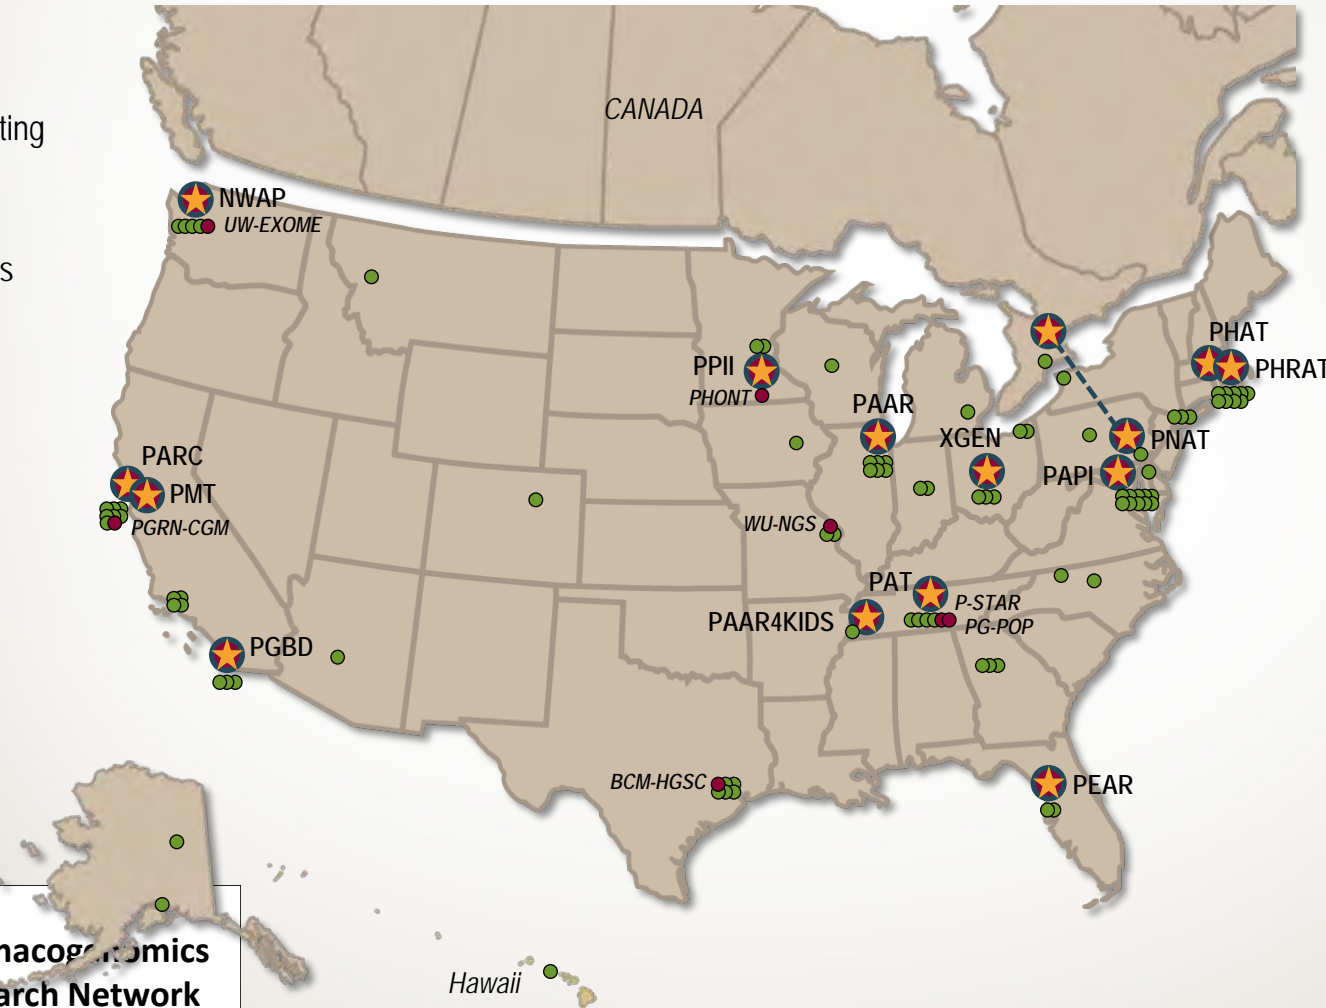 CANADA
ting
NWAP
UW-EXOME
s
PHAT
PPII
PHRAT
PHONT
PAAR
XGEN
PNAT
PARC
PAPI
PMT
PGRN-CGM
WU-NGS
PAT
P-STAR
PAAR4KIDS
PG-POP
PGBD
BCM-HGSC
PEAR
nacogenomics
Hawaii
arch Network